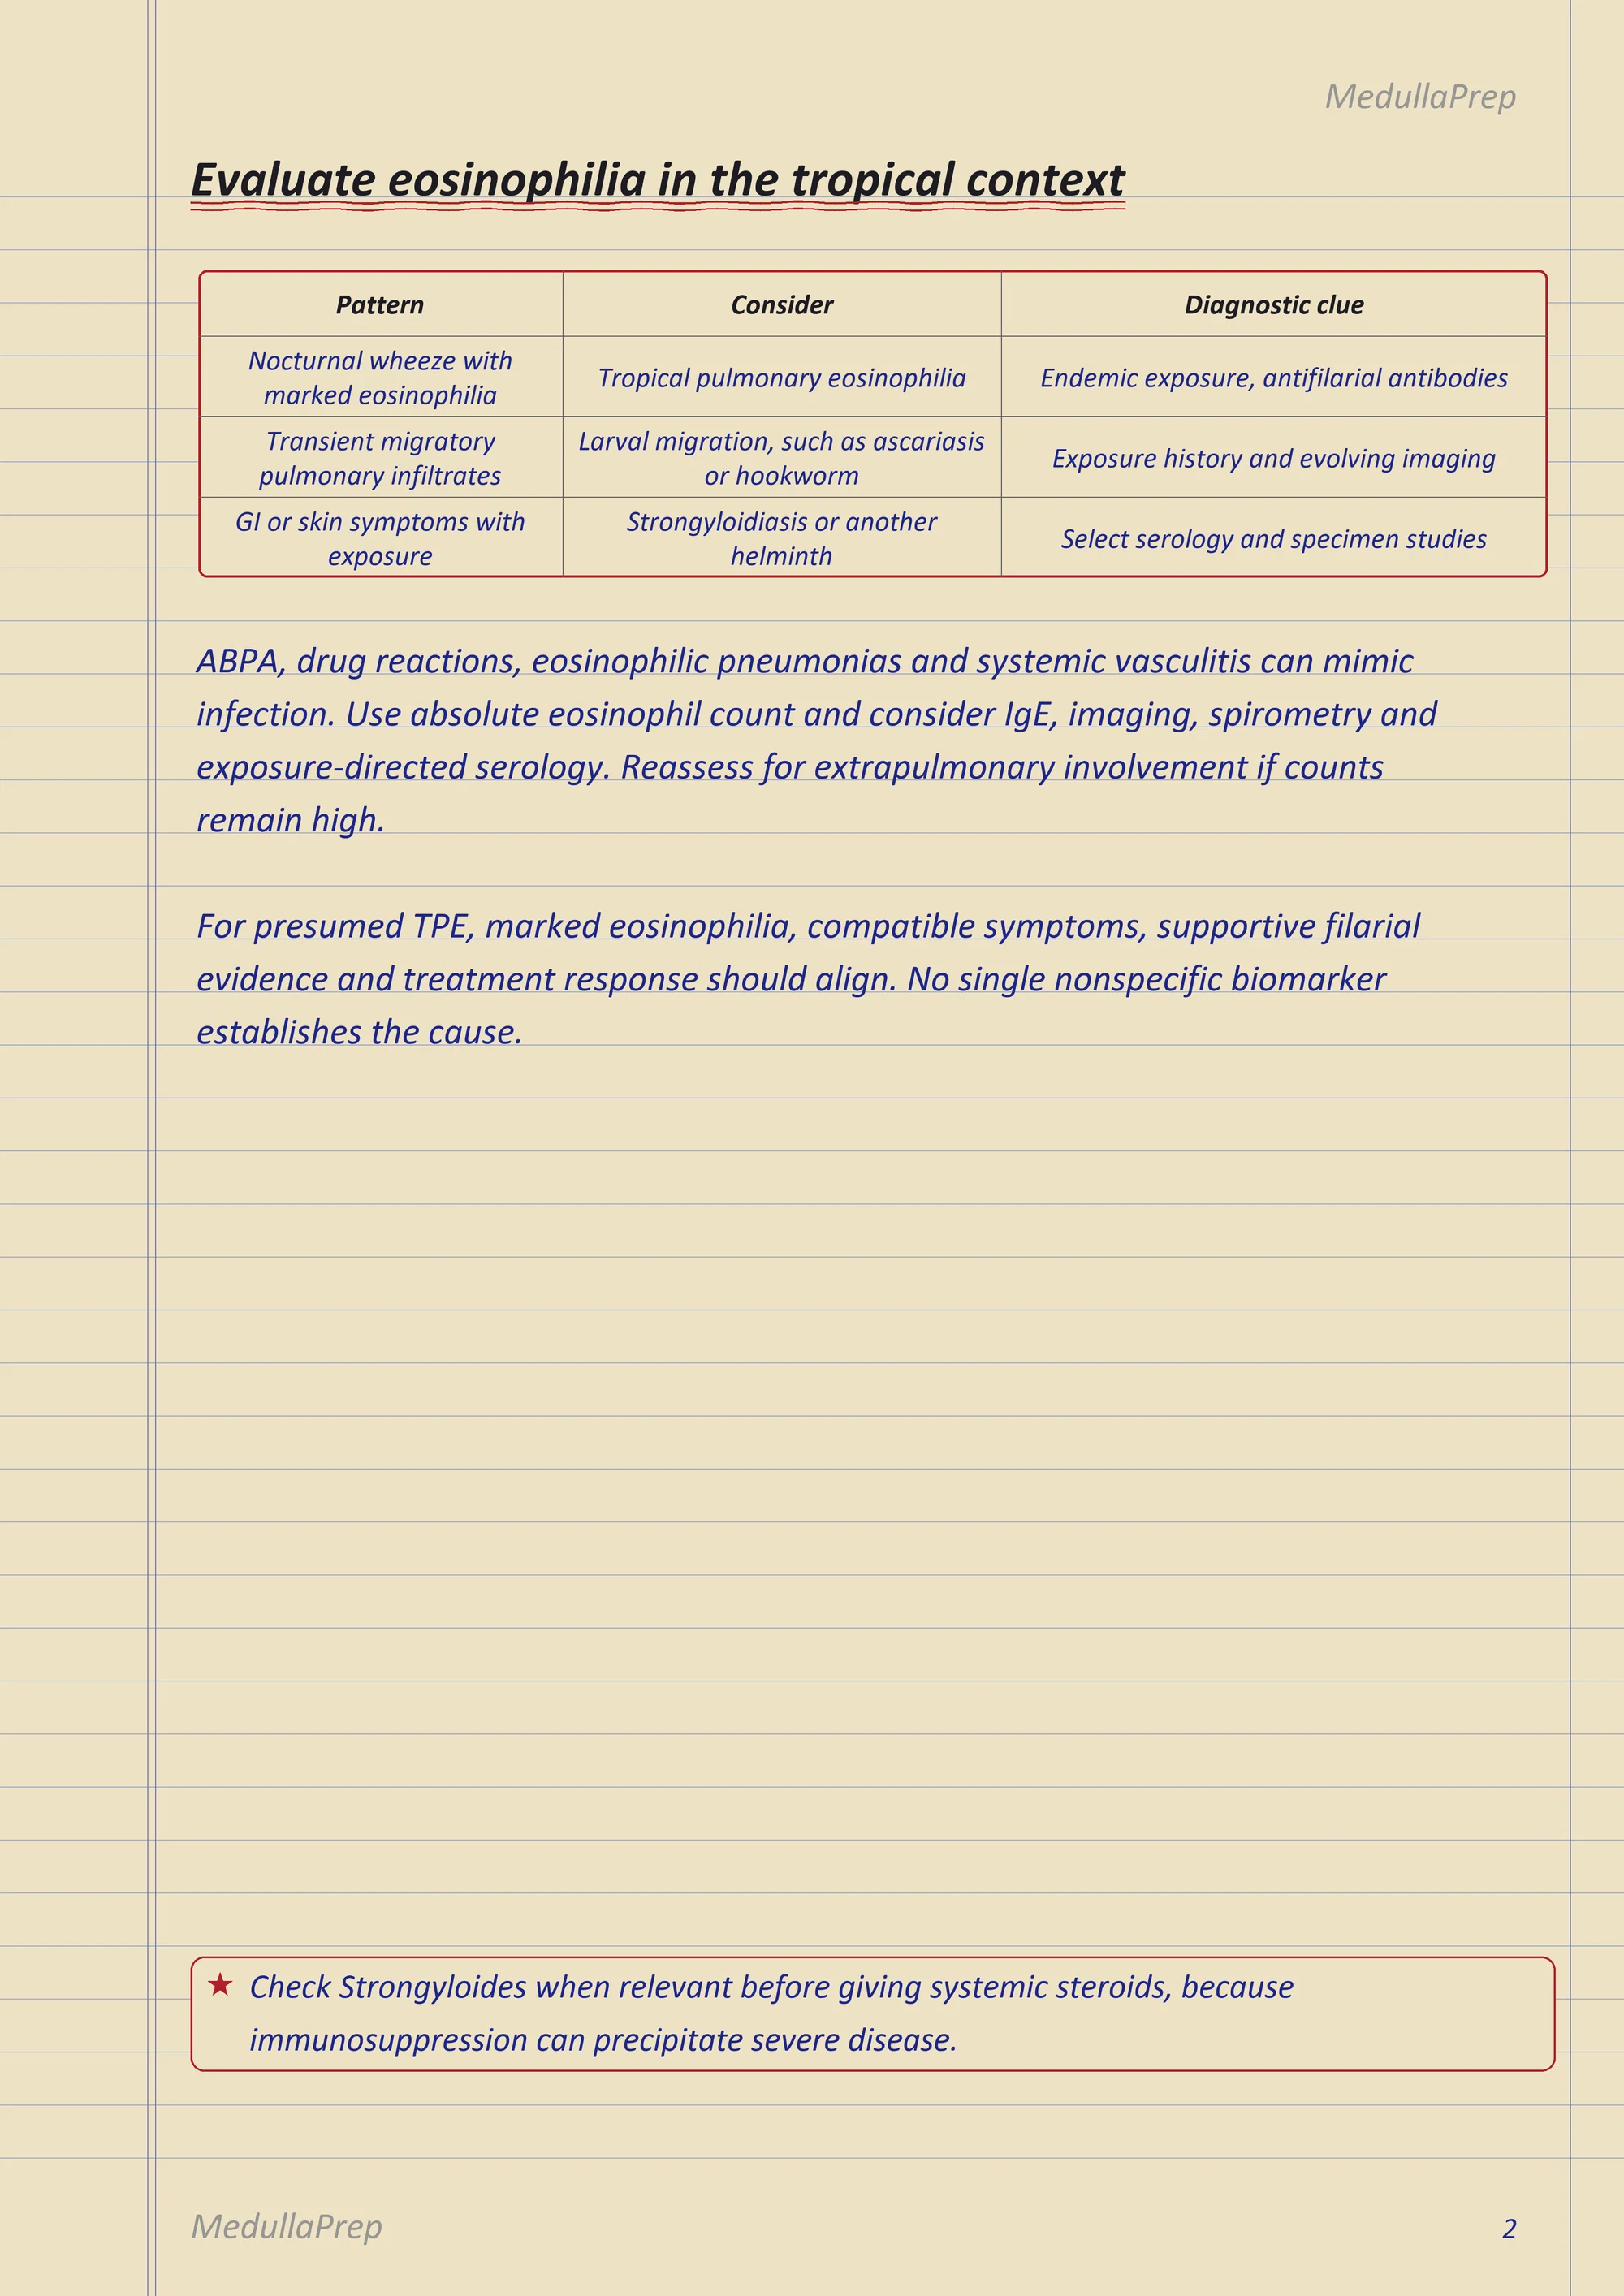 MedullaPrep
Evaluate eosinophilia in the tropical context
Pattern Consider Diagnostic clue
Nocturnal wheeze with
marked eosinophilia
Tropical pulmonary eosinophilia
Endemic exposure, antifilarial antibodies
Transient migratory
pulmonary infiltrates
Larval migration, such as ascariasis
or hookworm
Exposure history and evolving imaging
GI or skin symptoms with
exposure
Strongyloidiasis or another
helminth
Select serology and specimen studies
ABPA, drug reactions, eosinophilic pneumonias and systemic vasculitis can mimic
infection. Use absolute eosinophil count and consider IgE, imaging, spirometry and
exposure-directed serology. Reassess for extrapulmonary involvement if counts
remain high.
For presumed TPE, marked eosinophilia, compatible symptoms, supportive filarial
evidence and treatment response should align. No single nonspecific biomarker
establishes the cause.
★ Check Strongyloides when relevant before giving systemic steroids, because
immunosuppression can precipitate severe disease.
MedullaPrep 2